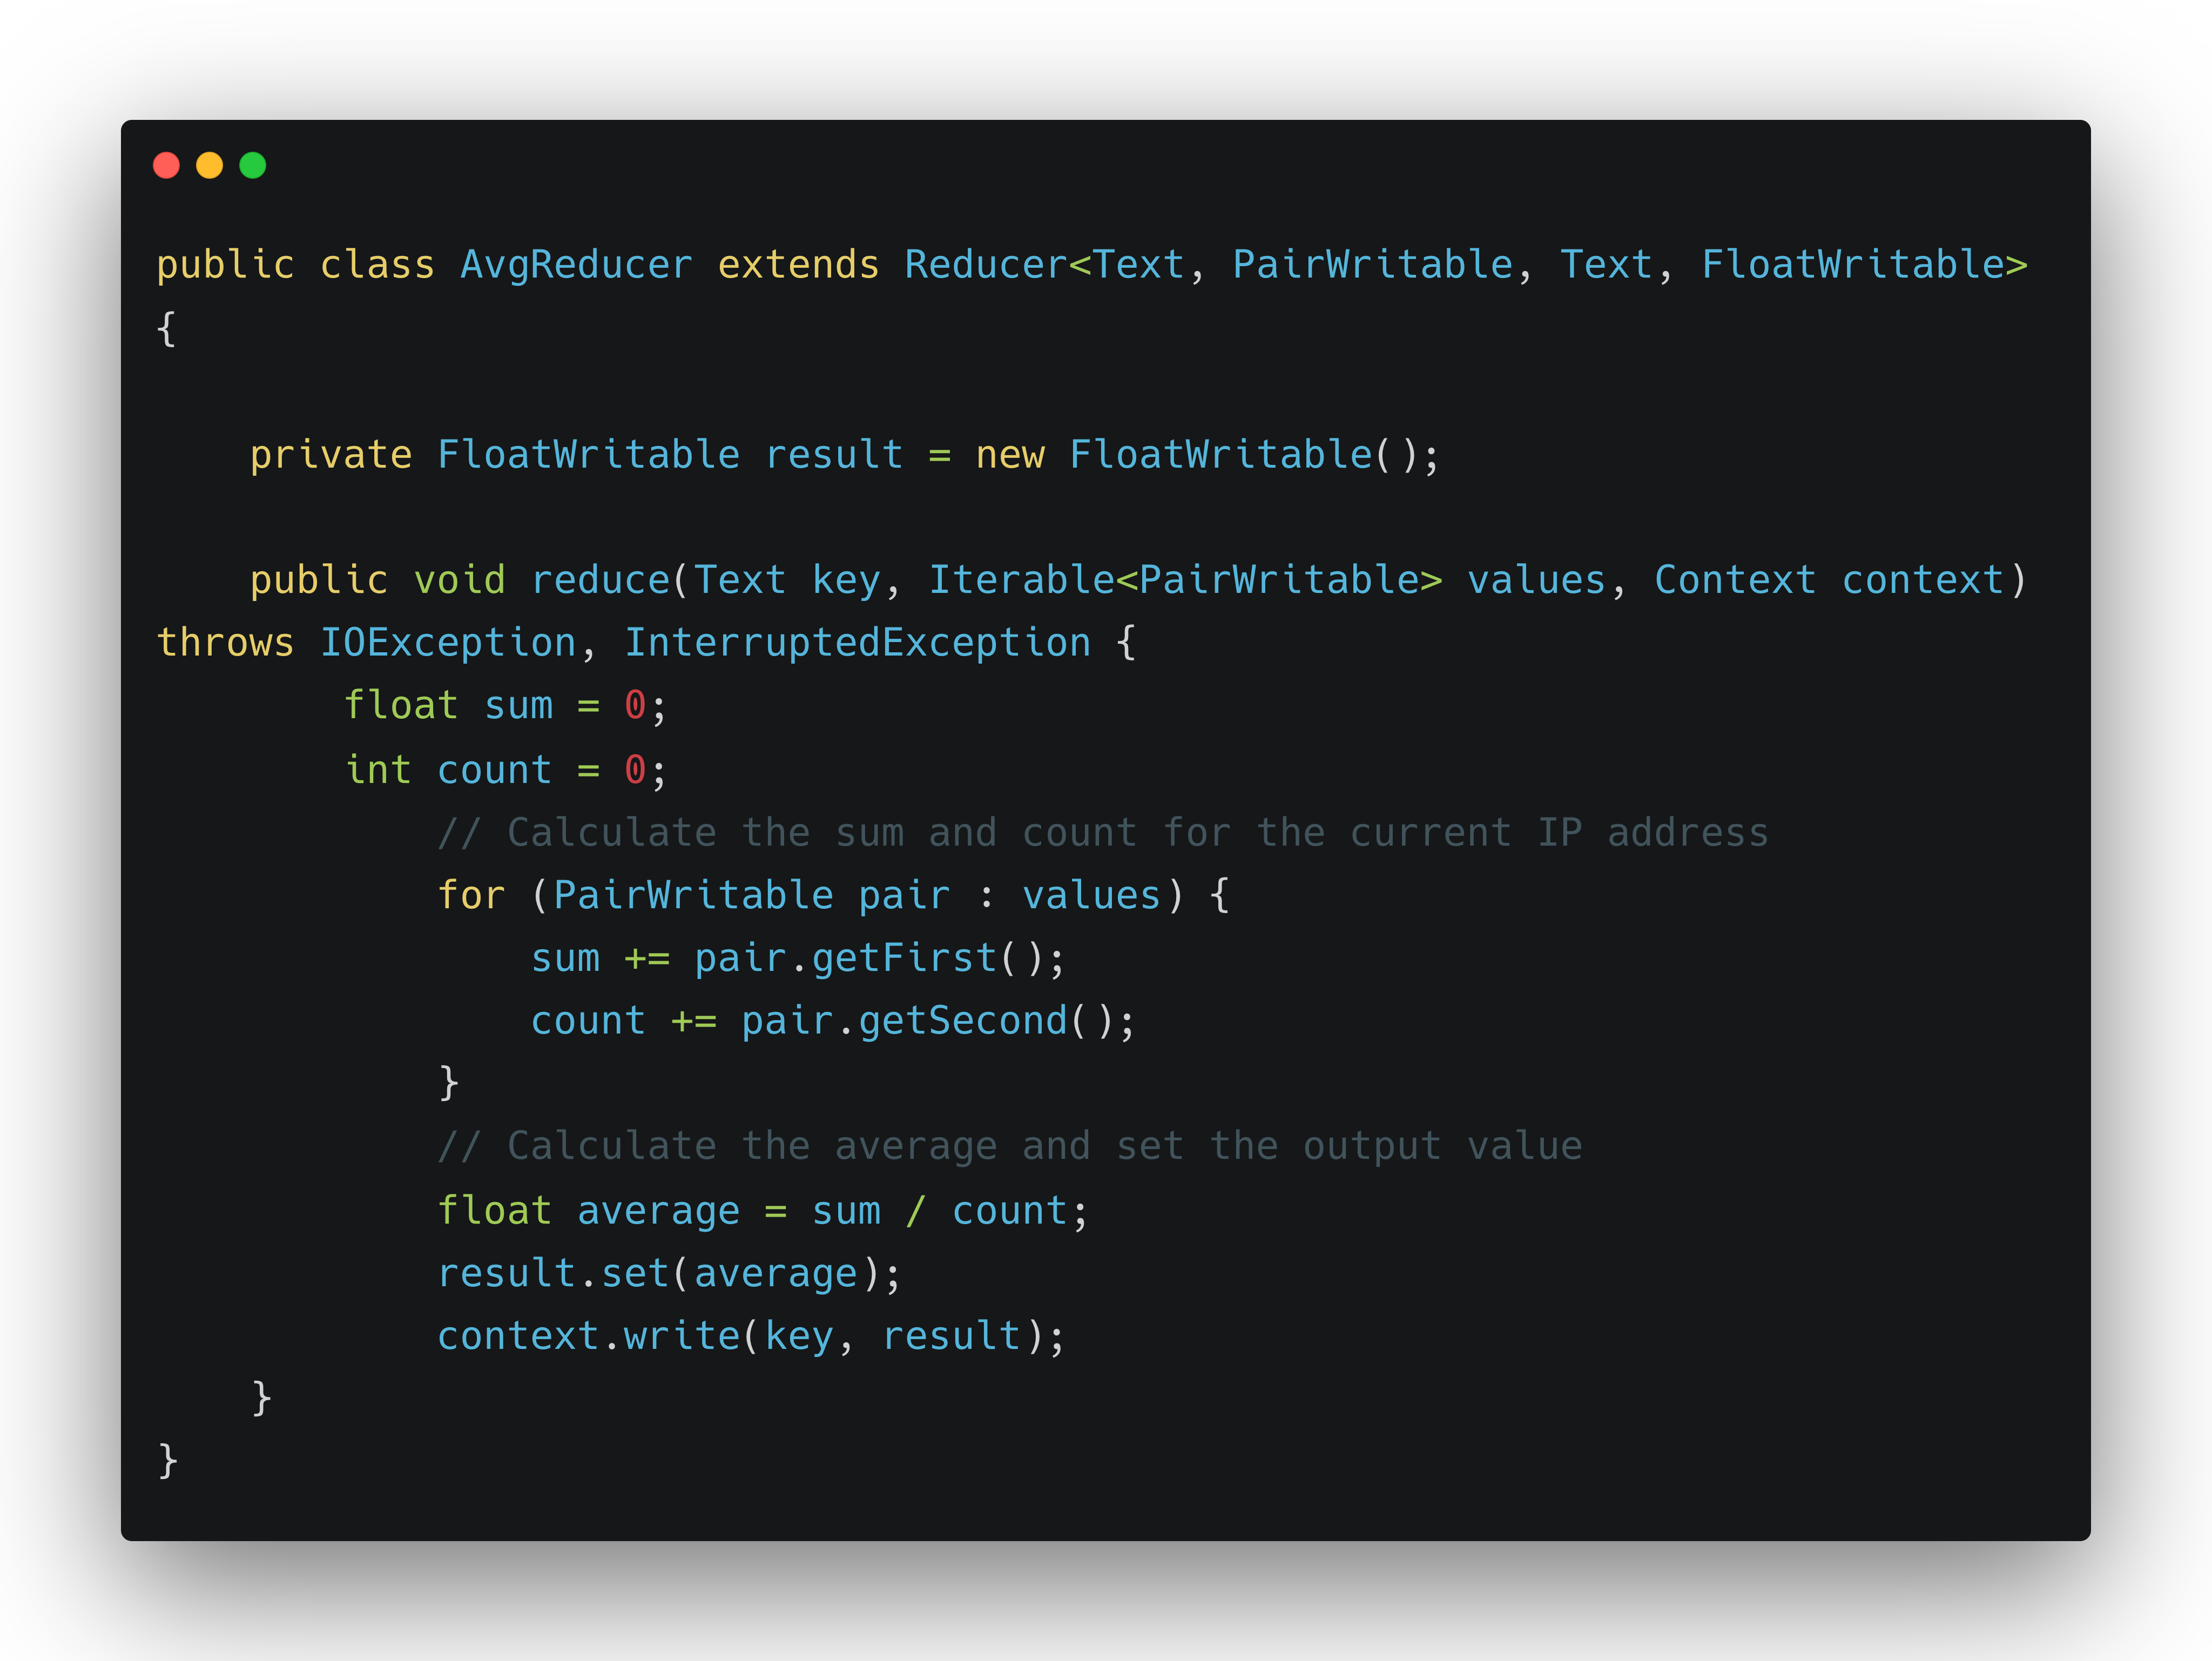 public class AvgReducer extends Reducer<Text, PairWritable, Text, FloatWritable>
{
    private FloatWritable result = new FloatWritable();
    public void reduce(Text key, Iterable<PairWritable> values, Context context)
throws IOException, InterruptedException {
        float sum = 0;
        int count = 0;
            // Calculate the sum and count for the current IP address
            for (PairWritable pair : values) {
                sum += pair.getFirst();
                count += pair.getSecond();
            }
            // Calculate the average and set the output value
            float average = sum / count;
            result.set(average);
            context.write(key, result);
    }
}